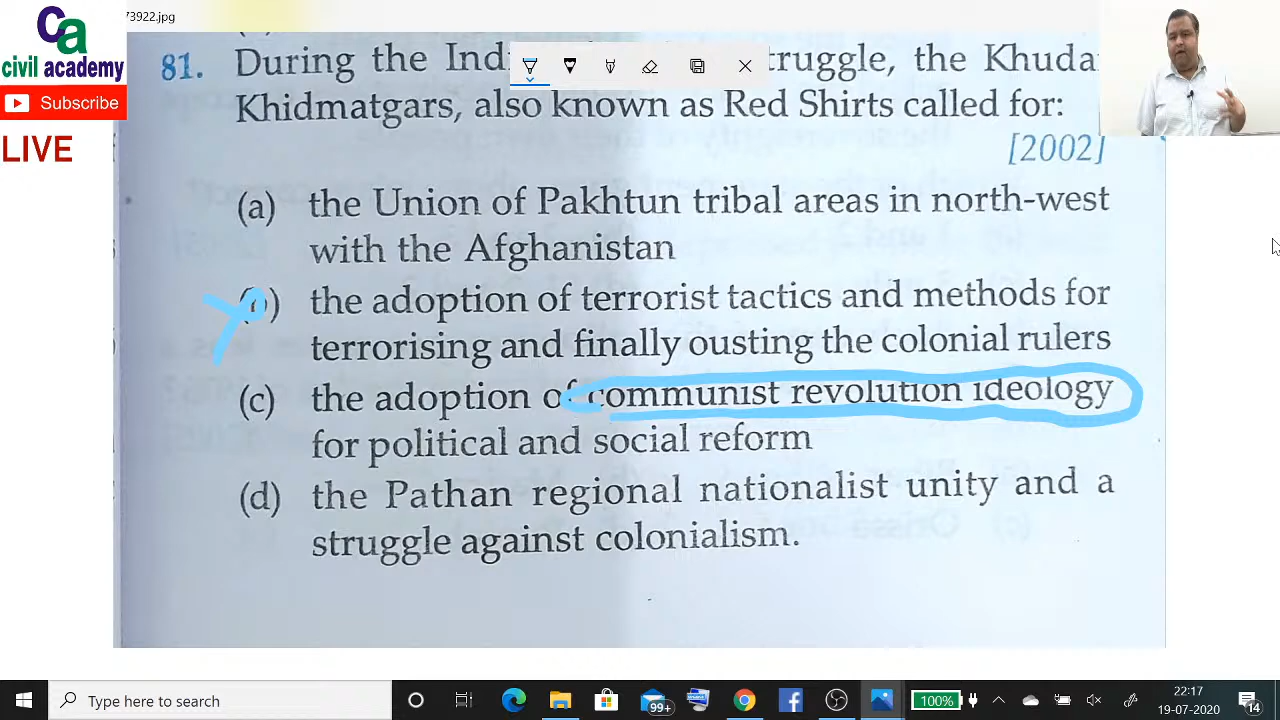 ca
civil academy
Subscribe
LIVE
73922.jpg
81. During the Indi truggle, the Khuda
Khidmatgars, also known as Red Shirts called for:
[2002]
(a) the Union of Pakhtun tribal areas in north-west
with the Afghanistan
the adoption of terrorist tactics and methods for
terrorising and finally ousting the colonial rulers
(c) the adoption of communist revolution ideology
for political and social reform
(d) the Pathan regional nationalist unity and a
struggle against colonialism.
Type here to search
99+
100%
22:17
19-07-2020
14